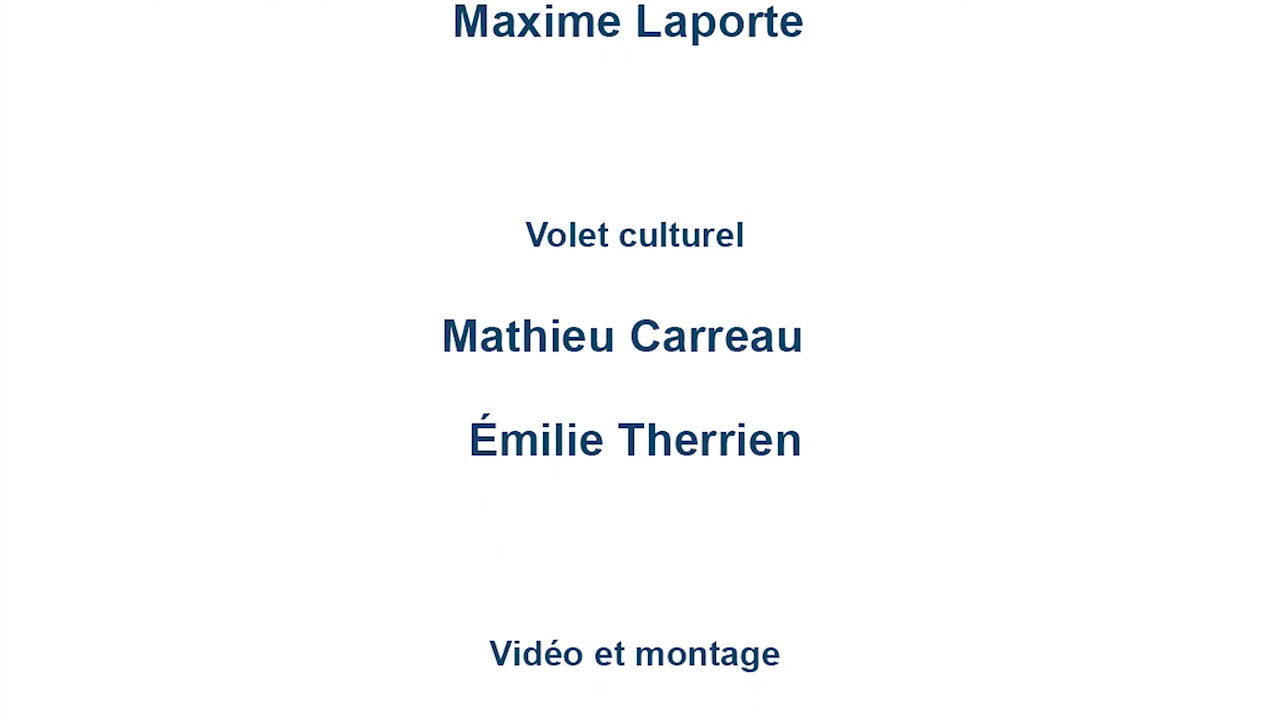 Maxime Laporte
Volet culturel
Mathieu Carreau
Émilie Therrien
Vidéo et montage